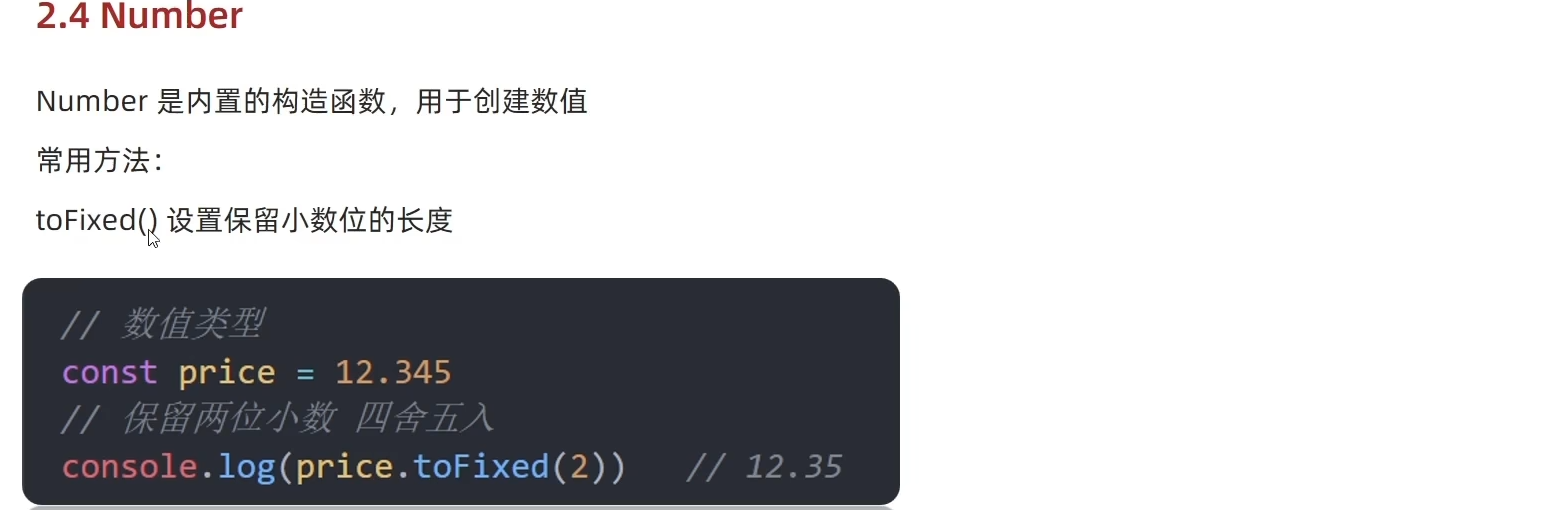 2.4 Number
Number 是内置的构造函数，用于创建数值
常用方法：
toFixed() 设置保留小数位的长度
// 数值类型
const price = 12.345
// 保留两位小数 四舍五入
console.log(price.toFixed(2))   // 12.35